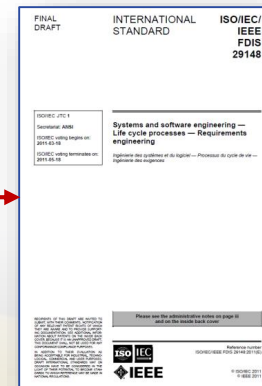 FINAL
DRAFT
INTERNATIONAL
STANDARD
ISO/IEC/
IEEE
FDIS
29148
ISO/IEC JTC 1
Secretariat: ANSI
ISO/IEC voting begins on:
2011-03-18
ISO/IEC voting terminates on:
2011-05-18
Systems and software engineering —
Life cycle processes — Requirements
engineering
Ingénierie des systèmes et du logiciel — Processus du cycle de vie —
Ingénierie des exigences
Please see the administrative notes on page iii
and on the inside back cover
ISO
IEC
IEEE
Reference number
ISO/IEC/IEEE FDIS 29148:2011(E)
© ISO/IEC 2011
© IEEE 2011